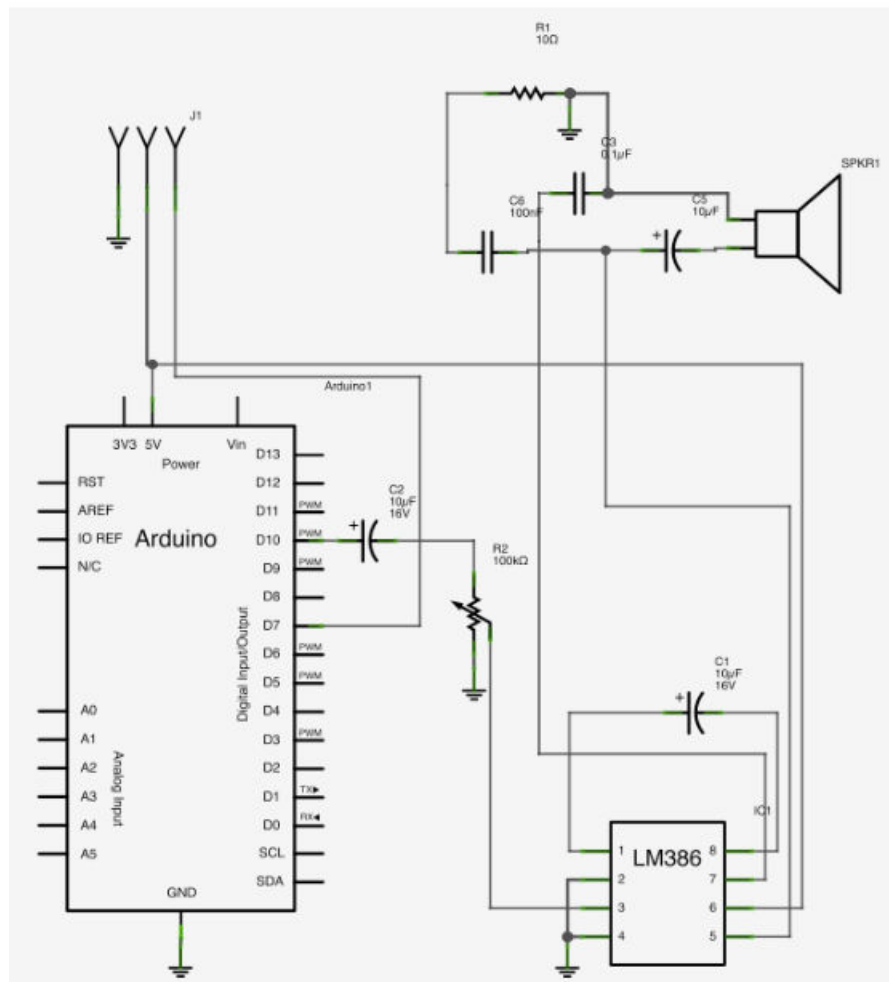 R1
10Ω
J1
C3
0.1µF
SPKR1
C6
100nF
C5
10µF
+
Arduino1
3V3 5V Vin
Power
D13
RST
D12
AREF
D11 PWM
IO REF
Arduino
D10 PWM
N/C
D9 PWM
C2
10µF
16V
+
R2
100kΩ
D8
D7
D6 PWM
D5 PWM
Digital Input/Output
A0
D4
A1
D3 PWM
A2
D2
A3
D1 TX▶
A4
D0 RX◀
A5
SCL
SDA
Analog Input
GND
C1
10µF
16V
+
IC1
LM386
1 8
2 7
3 6
4 5